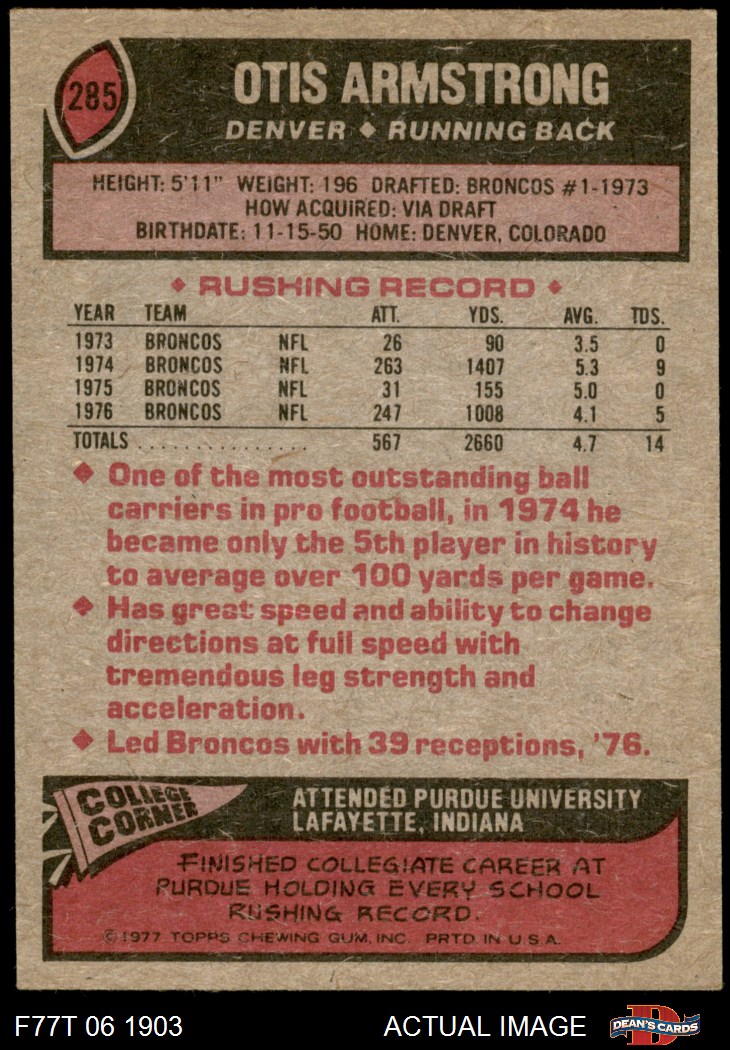 285
OTIS ARMSTRONG
DENVER ♦ RUNNING BACK
HEIGHT: 5'11" WEIGHT: 196 DRAFTED: BRONCOS #1-1973
HOW ACQUIRED: VIA DRAFT
BIRTHDATE: 11-15-50 HOME: DENVER, COLORADO
♦ RUSHING RECORD ♦
YEAR TEAM ATT. YDS. AVG. TDS.
1973 BRONCOS NFL 26 90 3.5 0
1974 BRONCOS NFL 263 1407 5.3 9
1975 BRONCOS NFL 31 155 5.0 0
1976 BRONCOS NFL 247 1008 4.1 5
TOTALS ................ 567 2660 4.7 14
♦ One of the most outstanding ball
carriers in pro football, in 1974 he
became only the 5th player in history
to average over 100 yards per game.
♦ Has great speed and ability to change
directions at full speed with
tremendous leg strength and
acceleration.
♦ Led Broncos with 39 receptions, '76.
COLLEGE
CORNER
ATTENDED PURDUE UNIVERSITY
LAFAYETTE, INDIANA
FINISHED COLLEGIATE CAREER AT
PURDUE HOLDING EVERY SCHOOL
RUSHING RECORD.
© 1977 TOPPS CHEWING GUM, INC. PRTD IN U.S.A.
F77T 06 1903 ACTUAL IMAGE
DEAN'S CARDS